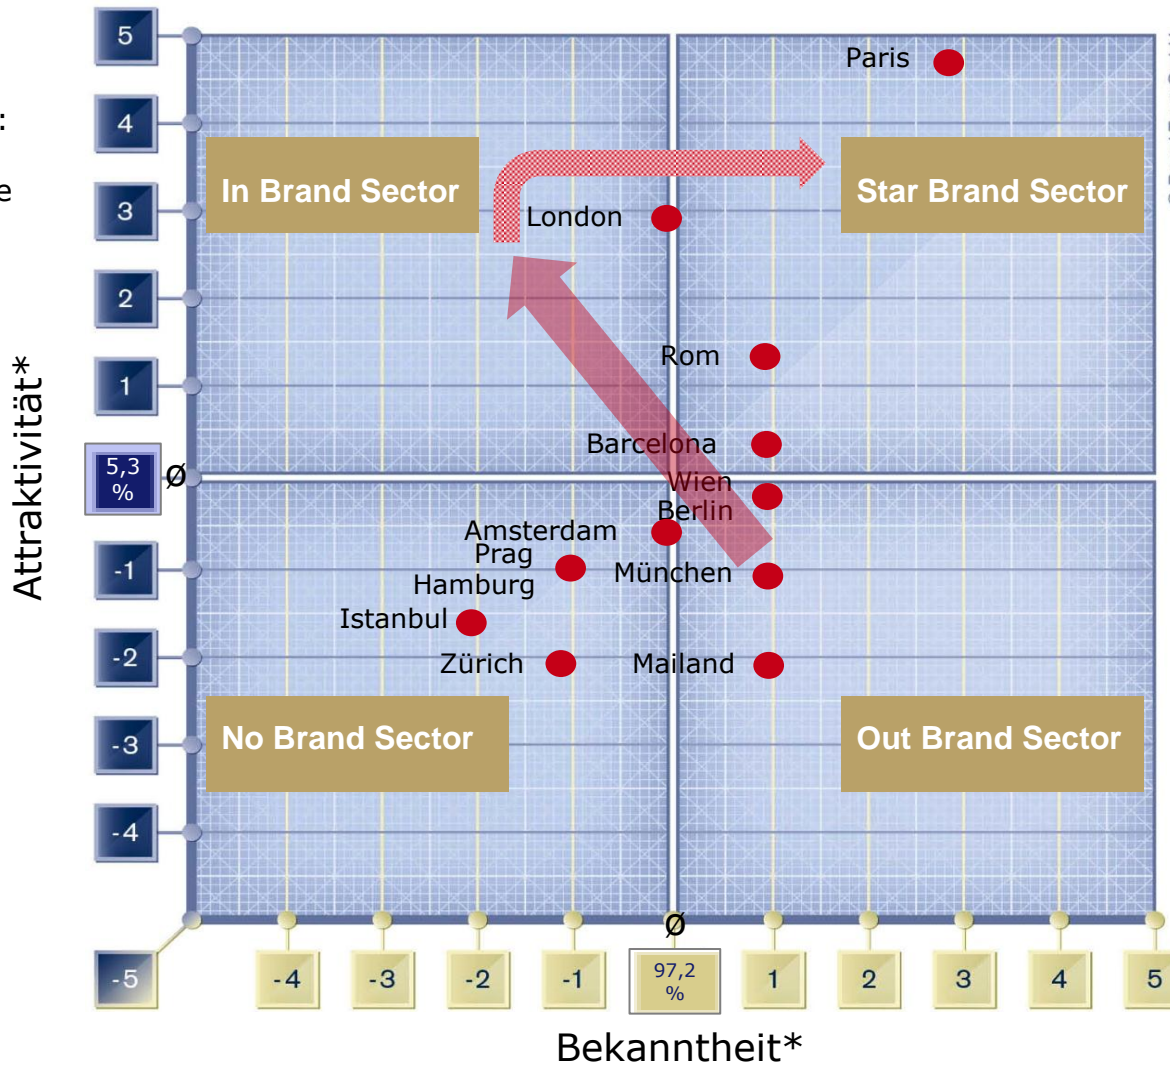 5
Paris
4
:
In Brand Sector
Star Brand Sector
e
3
London
2
Rom
1
Barcelona
Attraktivität*
5,3
%
Ø
Wien
Berlin
Amsterdam
Prag
-1
München
Hamburg
Istanbul
-2
Zürich
Mailand
-3
No Brand Sector
Out Brand Sector
-4
Ø
-5
-4
-3
-2
-1
97,2
%
1
2
3
4
5
Bekanntheit*